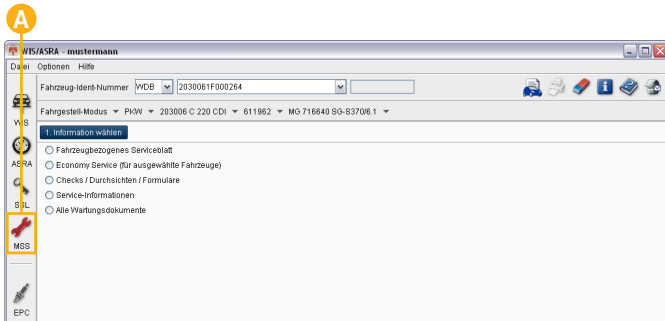 A
WIS/ASRA - mustermann
Datei Optionen Hilfe
Fahrzeug-Ident-Nummer WDB 2030061F000264
Fahrgestell-Modus PKW 203006 C 220 CDI 611962 MG 716640 SG-S370/6.1
WIS
1. Information wählen
Fahrzeugbezogenes Serviceblatt
ASRA
Economy Service (für ausgewählte Fahrzeuge)
Checks / Durchsichten / Formulare
Service-Informationen
SSL
Alle Wartungsdokumente
MSS
EPC